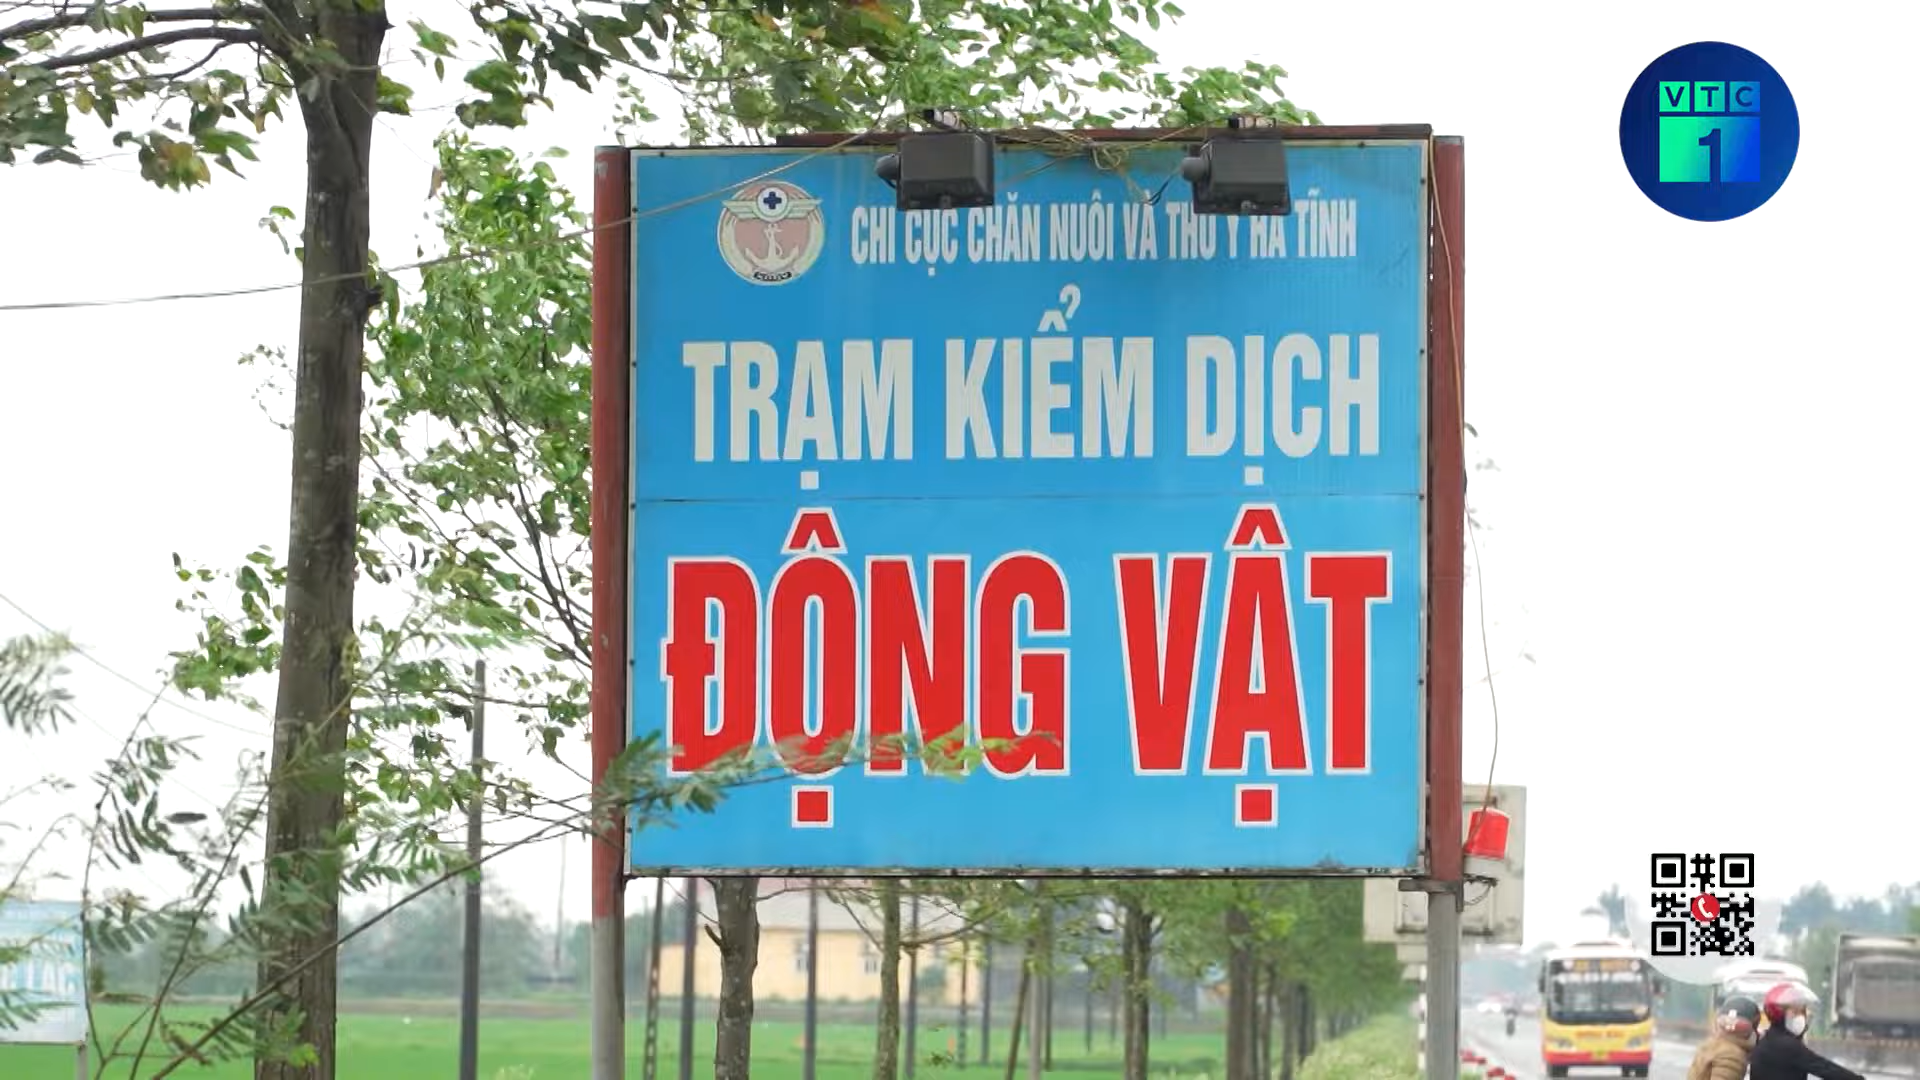 VTC
1
CHI CỤC CHĂN NUÔI VÀ THÚ Y HÀ TĨNH
TRẠM KIỂM DỊCH
ĐỘNG VẬT